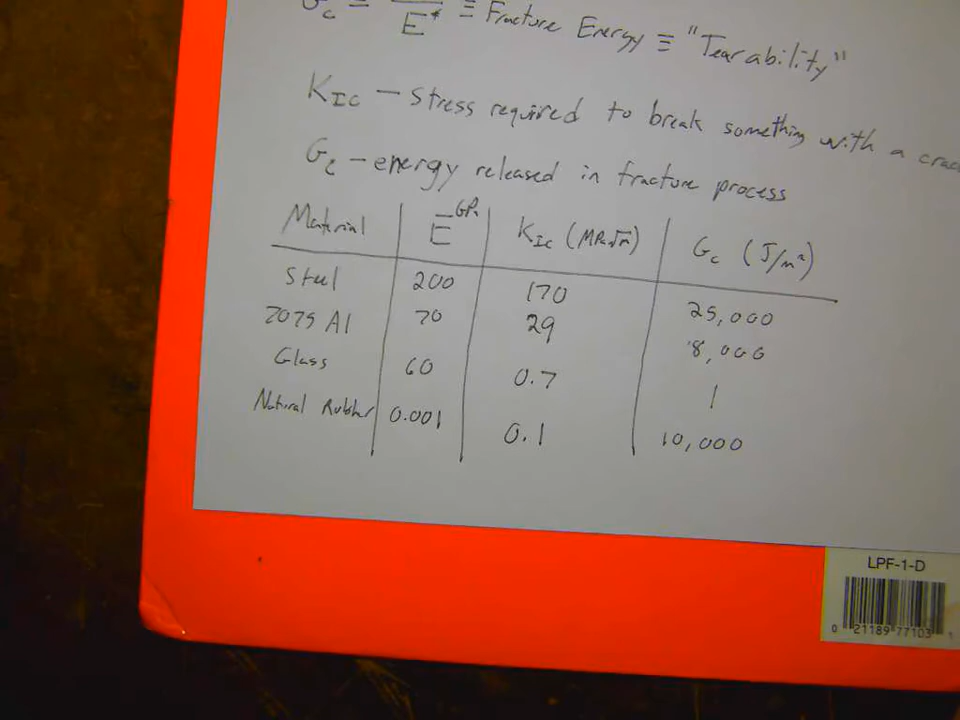 Gc = E* ≡ Fracture Energy ≡ "Tearability"
KIC — Stress required to break something with a crac
Gc — energy released in fracture process
Material E GPa KIC (MPa√m) Gc (J/m²)
Steel 200 170 25,000
7075 Al 70 29 8,000
Glass 60 0.7 1
Natural Rubber 0.001 0.1 10,000
LPF-1-D
0 21189 77103 1